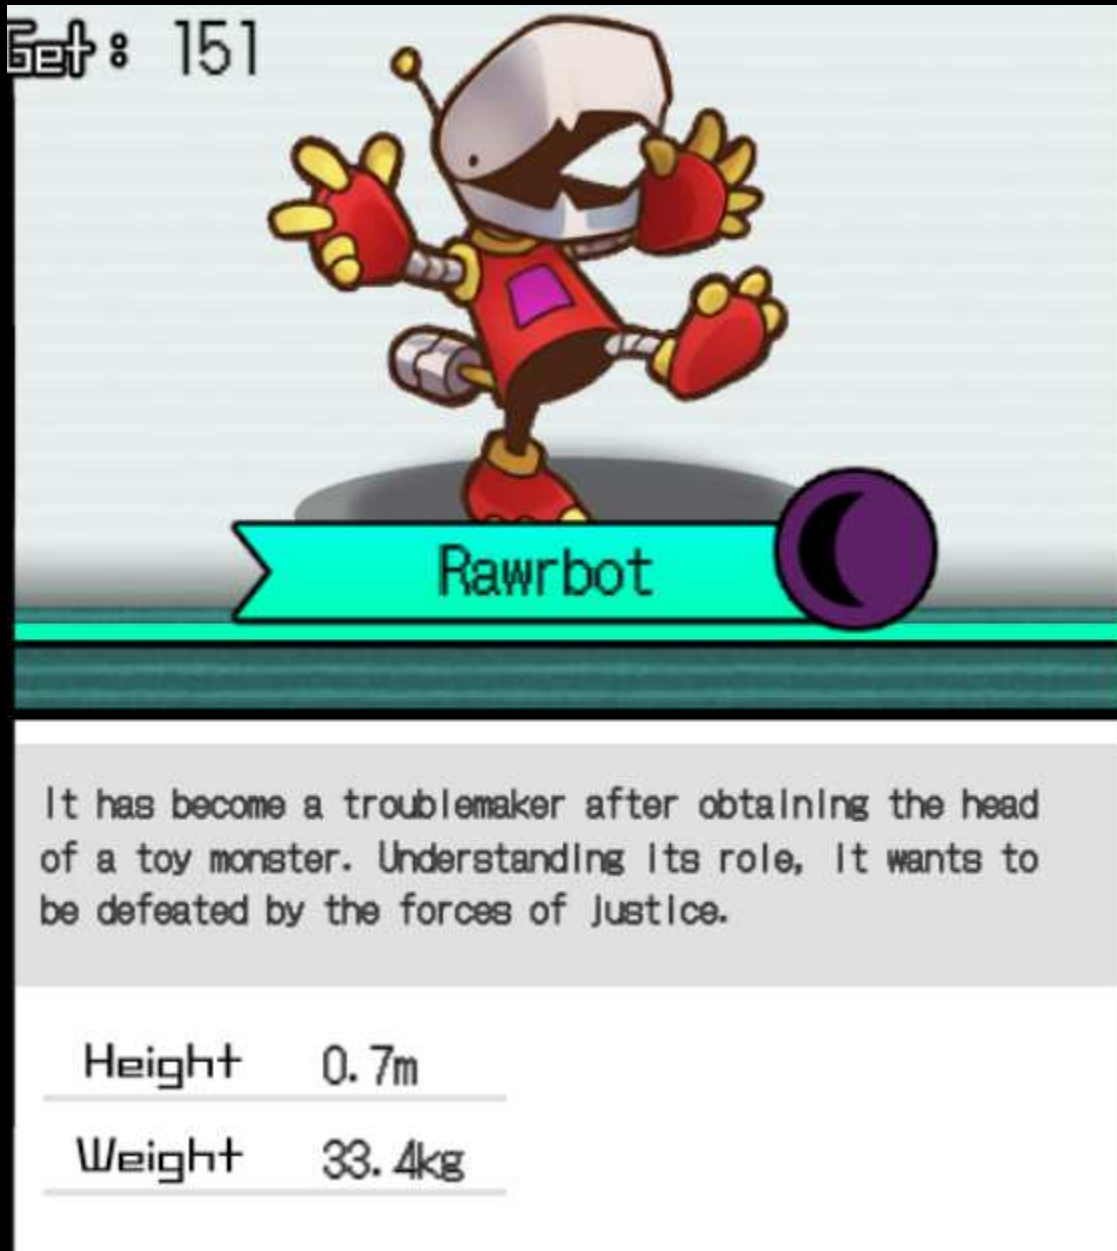 Get: 151
Rawrbot
It has become a troublemaker after obtaining the head
of a toy monster. Understanding its role, it wants to
be defeated by the forces of justice.
Height 0.7m
Weight 33.4kg